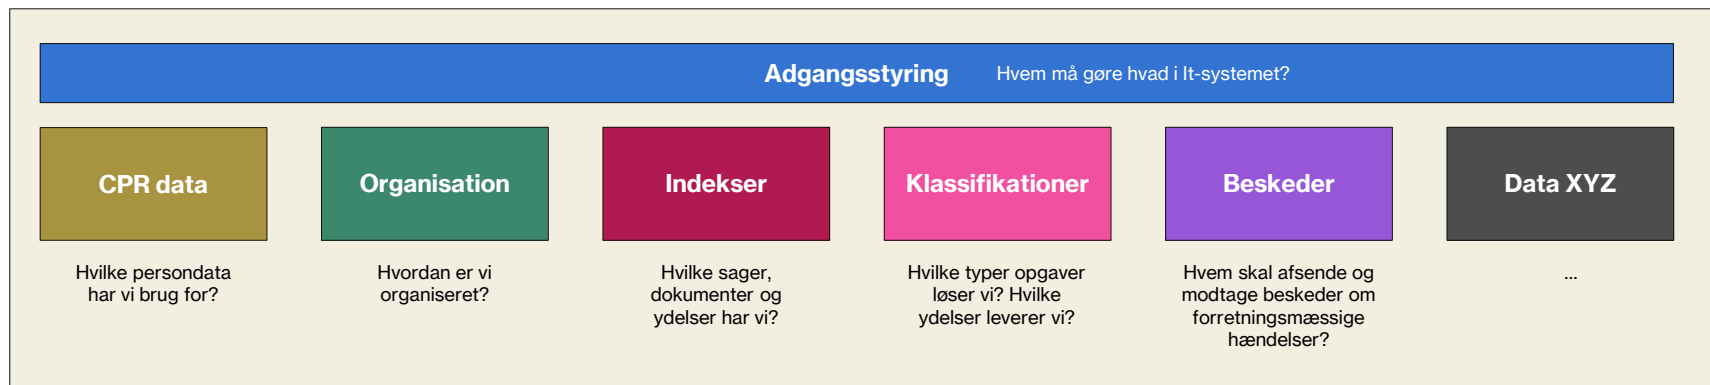 Adgangsstyring Hvem må gøre hvad i It-systemet?
CPR data
Organisation
Indekser
Klassifikationer
Beskeder
Data XYZ
Hvilke persondata
har vi brug for?
Hvordan er vi
organiseret?
Hvilke sager,
dokumenter og
ydelser har vi?
Hvilke typer opgaver
løser vi? Hvilke
ydelser leverer vi?
Hvem skal afsende og
modtage beskeder om
forretningsmæssige
hændelser?
...